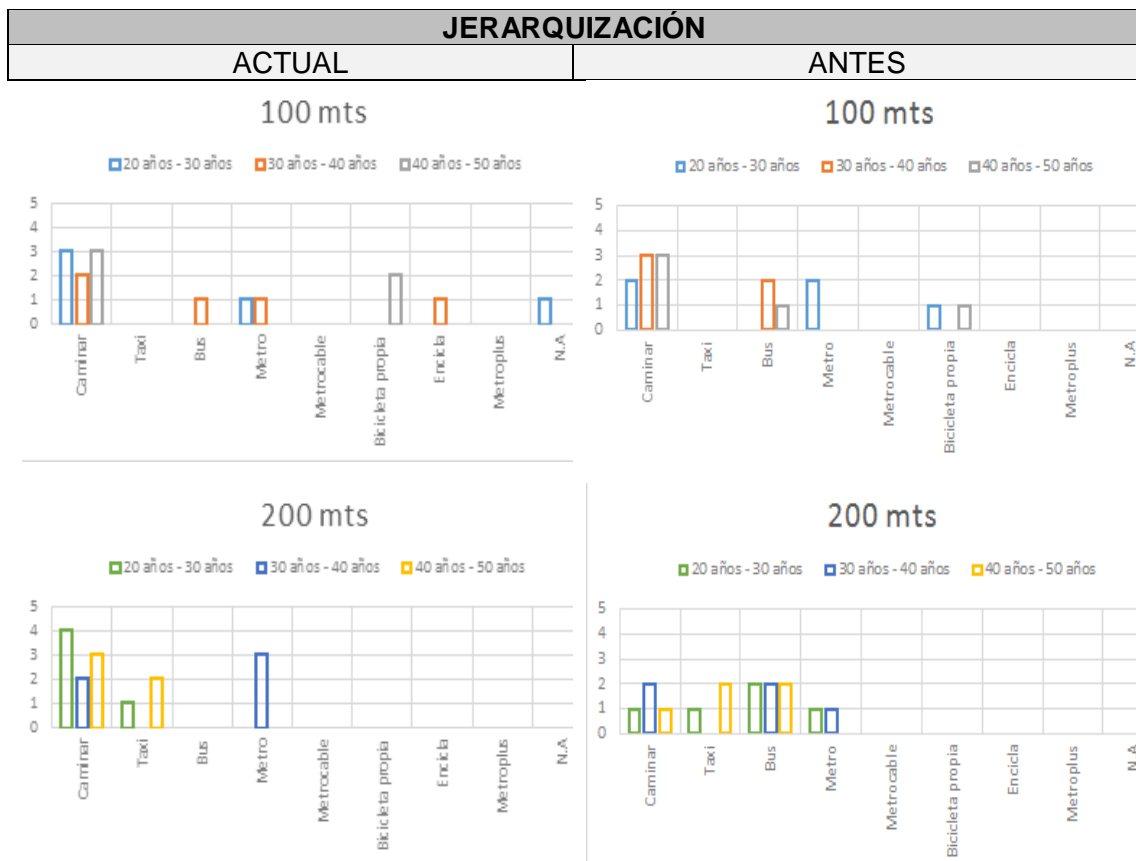 JERARQUIZACIÓN
ACTUAL ANTES
100 mts
20 años - 30 años 30 años - 40 años 40 años - 50 años
5
4
3
2
1
0
Caminar
Taxi
Bus
Metro
Metrocable
Bicicleta propia
Encicla
Metroplus
N.A
100 mts
20 años - 30 años 30 años - 40 años 40 años - 50 años
5
4
3
2
1
0
Caminar
Taxi
Bus
Metro
Metrocable
Bicicleta propia
Encicla
Metroplus
N.A
200 mts
20 años - 30 años 30 años - 40 años 40 años - 50 años
5
4
3
2
1
0
Caminar
Taxi
Bus
Metro
Metrocable
Bicicleta propia
Encicla
Metroplus
N.A
200 mts
20 años - 30 años 30 años - 40 años 40 años - 50 años
5
4
3
2
1
0
Caminar
Taxi
Bus
Metro
Metrocable
Bicicleta propia
Encicla
Metroplus
N.A